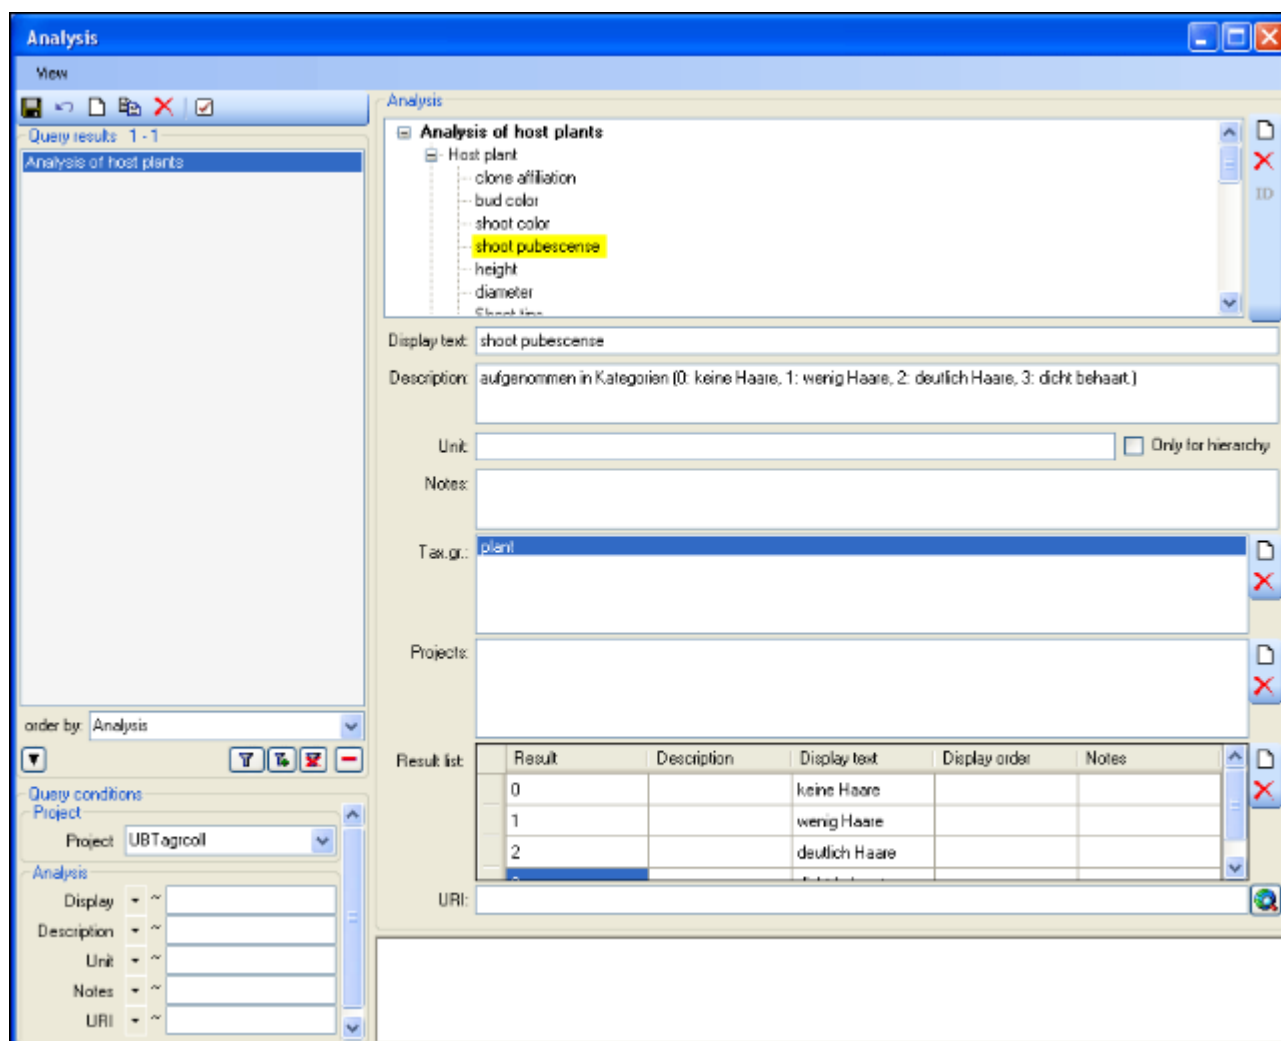 Analysis
View
Query results 1 - 1
Analysis of host plants
order by: Analysis
Query conditions
Project
Project UBTagrcoll
Analysis
Display ~
Description ~
Unit ~
Notes ~
URI ~
Analysis
Analysis of host plants
Host plant
clone affiliation
bud color
shoot color
shoot pubescense
height
diameter
ID
Display text: shoot pubescense
Description: aufgenommen in Kategorien (0: keine Haare, 1: wenig Haare, 2: deutlich Haare, 3: dicht behaart.)
Unit: Only for hierarchy
Notes:
Tax.gr.: plant
Projects:
Result list: Result Description Display text Display order Notes
0 keine Haare
1 wenig Haare
2 deutlich Haare
URI: